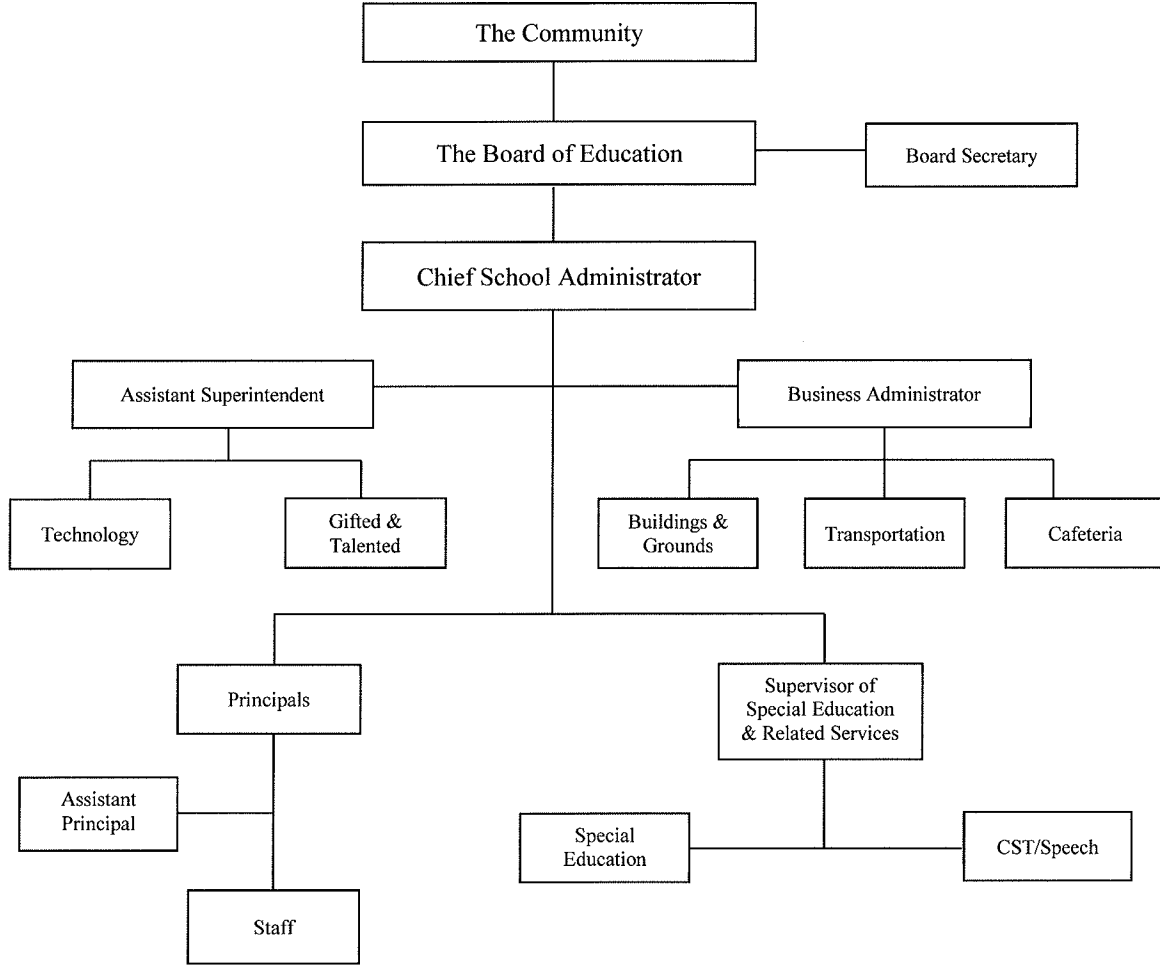 The Community
The Board of Education
Board Secretary
Chief School Administrator
Assistant Superintendent
Business Administrator
Technology
Gifted &
Talented
Buildings &
Grounds
Transportation
Cafeteria
Principals
Supervisor of
Special Education
& Related Services
Assistant
Principal
Special
Education
CST/Speech
Staff